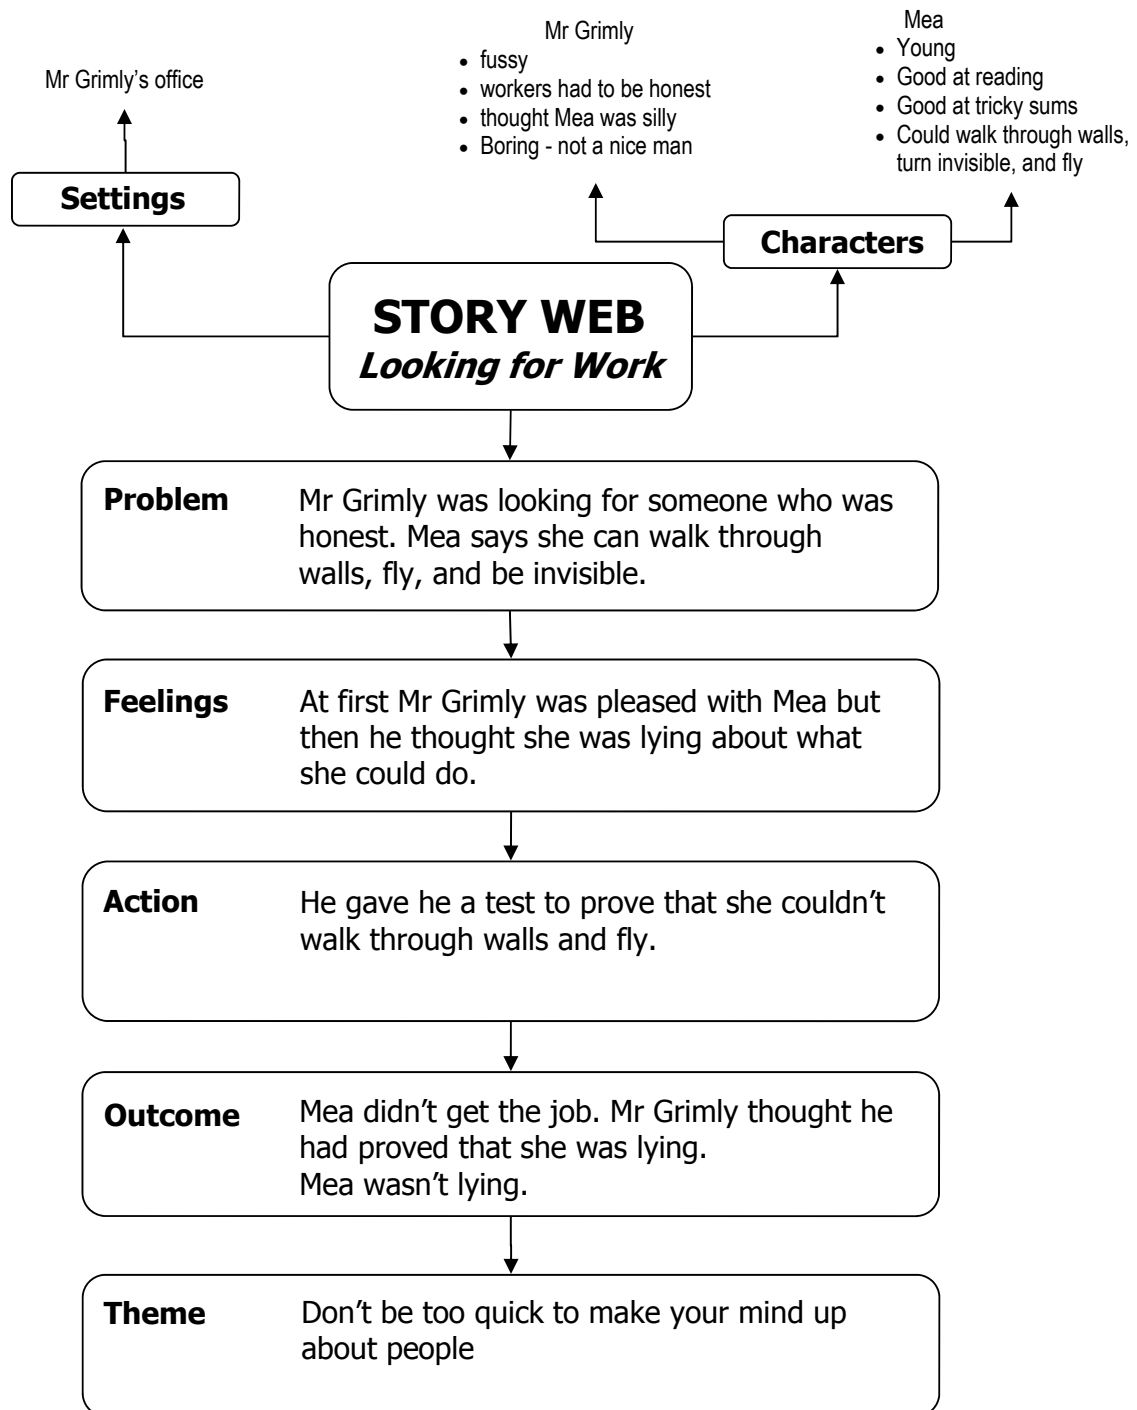 Mr Grimly's office
Settings
Mr Grimly
• fussy
• workers had to be honest
• thought Mea was silly
• Boring - not a nice man
Mea
• Young
• Good at reading
• Good at tricky sums
• Could walk through walls,
turn invisible, and fly
Characters
STORY WEB
Looking for Work
Problem
Mr Grimly was looking for someone who was
honest. Mea says she can walk through
walls, fly, and be invisible.
Feelings
At first Mr Grimly was pleased with Mea but
then he thought she was lying about what
she could do.
Action
He gave he a test to prove that she couldn't
walk through walls and fly.
Outcome
Mea didn't get the job. Mr Grimly thought he
had proved that she was lying.
Mea wasn't lying.
Theme
Don't be too quick to make your mind up
about people